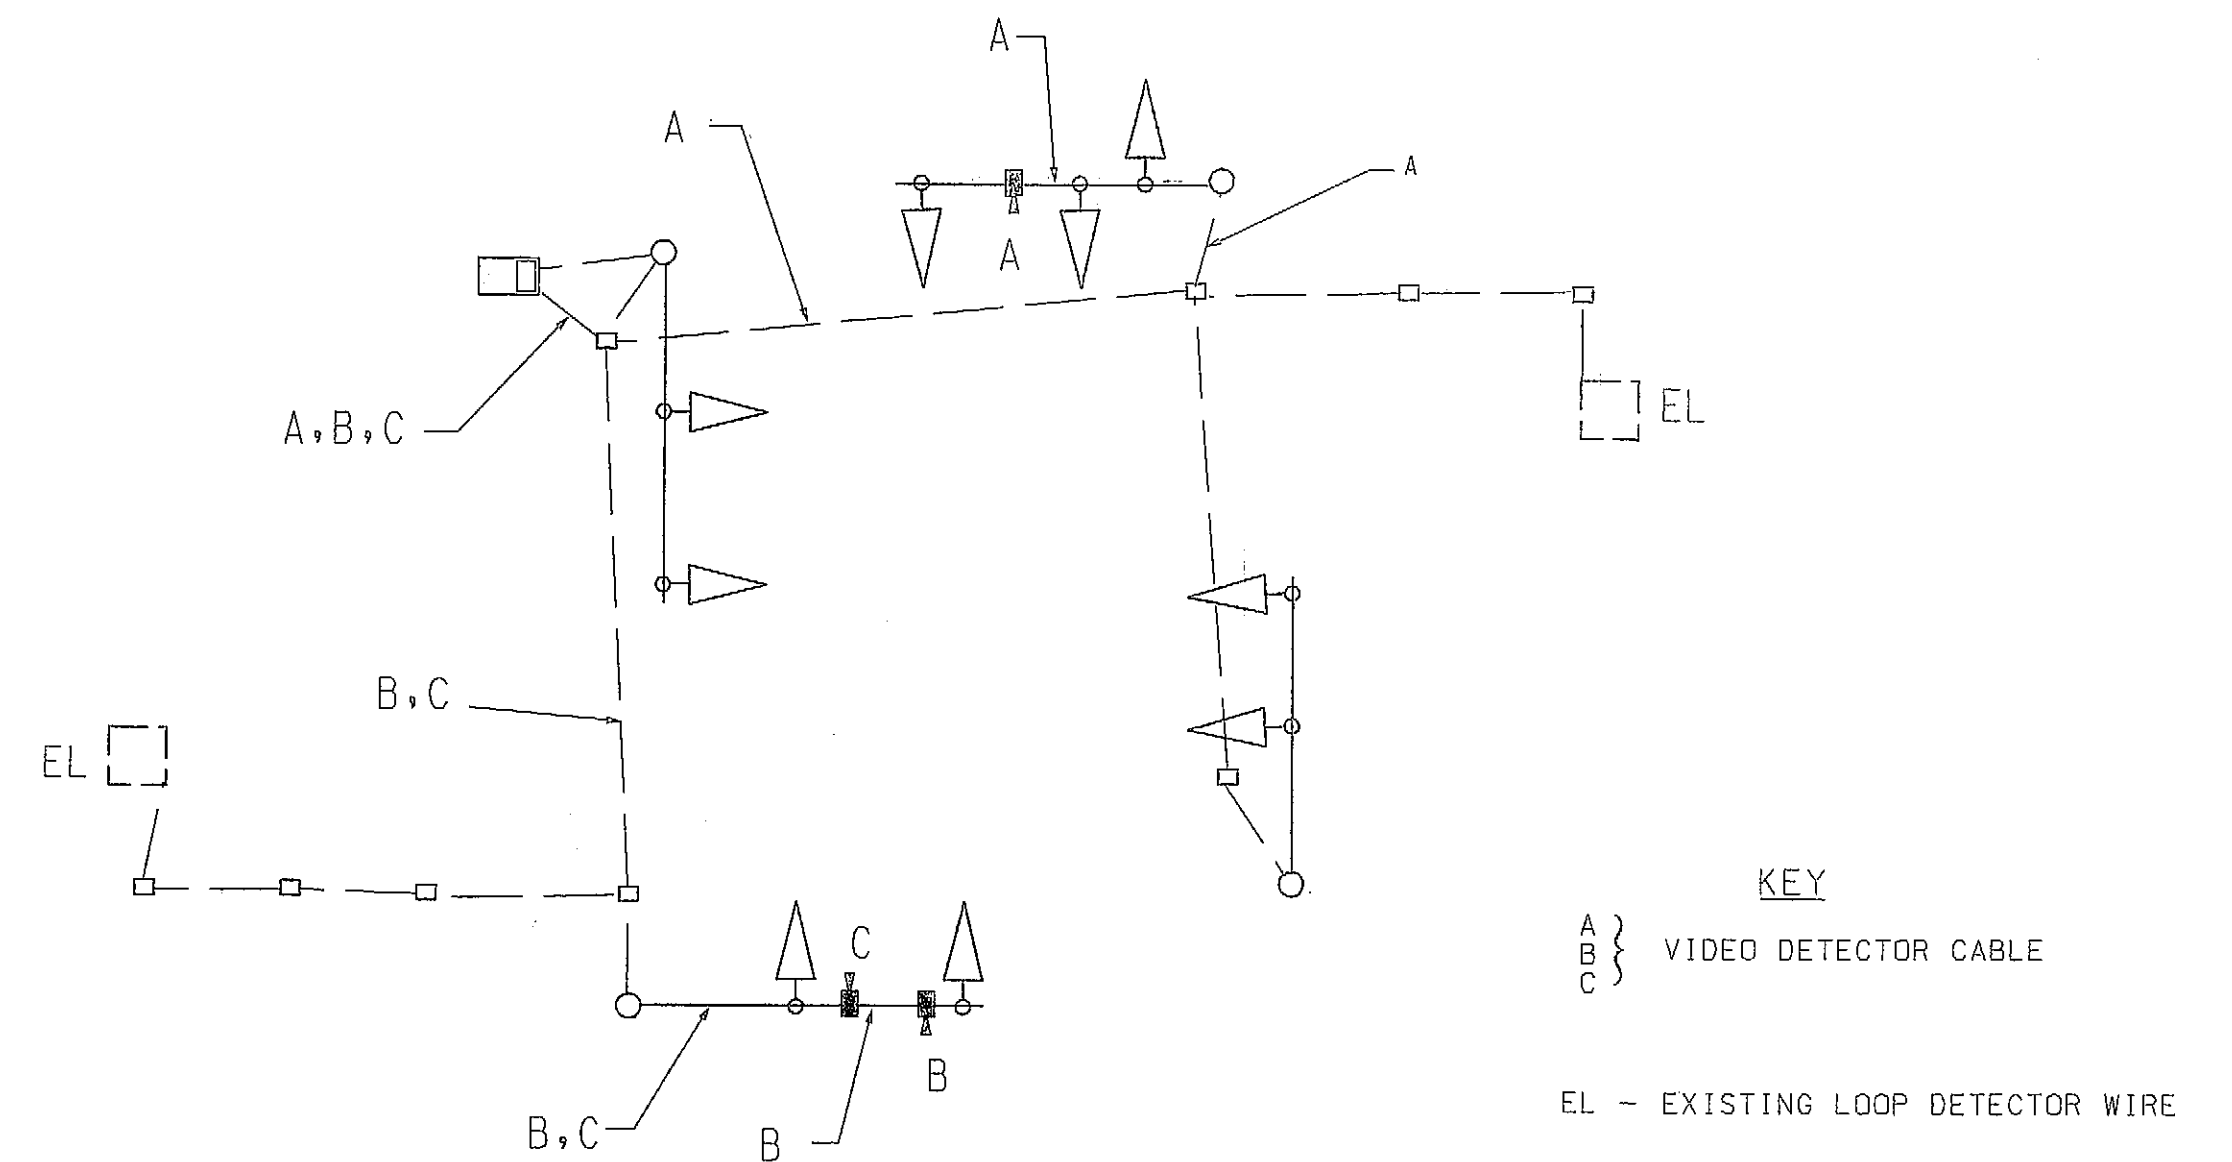 A
A
A
A
A,B,C
EL
B,C
EL
KEY
A
B
C
VIDEO DETECTOR CABLE
C
B
B,C
B
EL - EXISTING LOOP DETECTOR WIRE